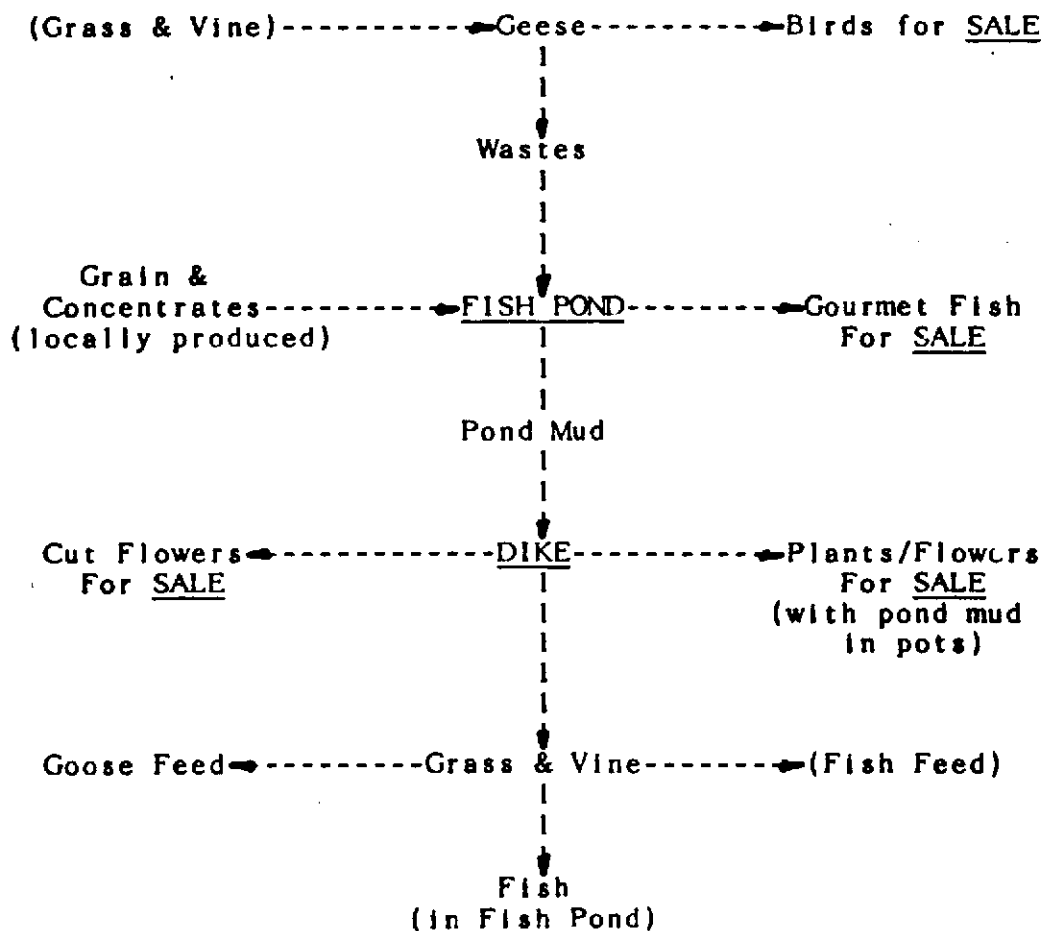 (Grass & Vine) Geese Birds for SALE
Wastes
Grain &
Concentrates FISH POND Gourmet Fish
(locally produced) For SALE
Pond Mud
Cut Flowers DIKE Plants/Flowers
For SALE For SALE
(with pond mud
in pots)
Goose Feed Grass & Vine (Fish Feed)
Fish
(in Fish Pond)